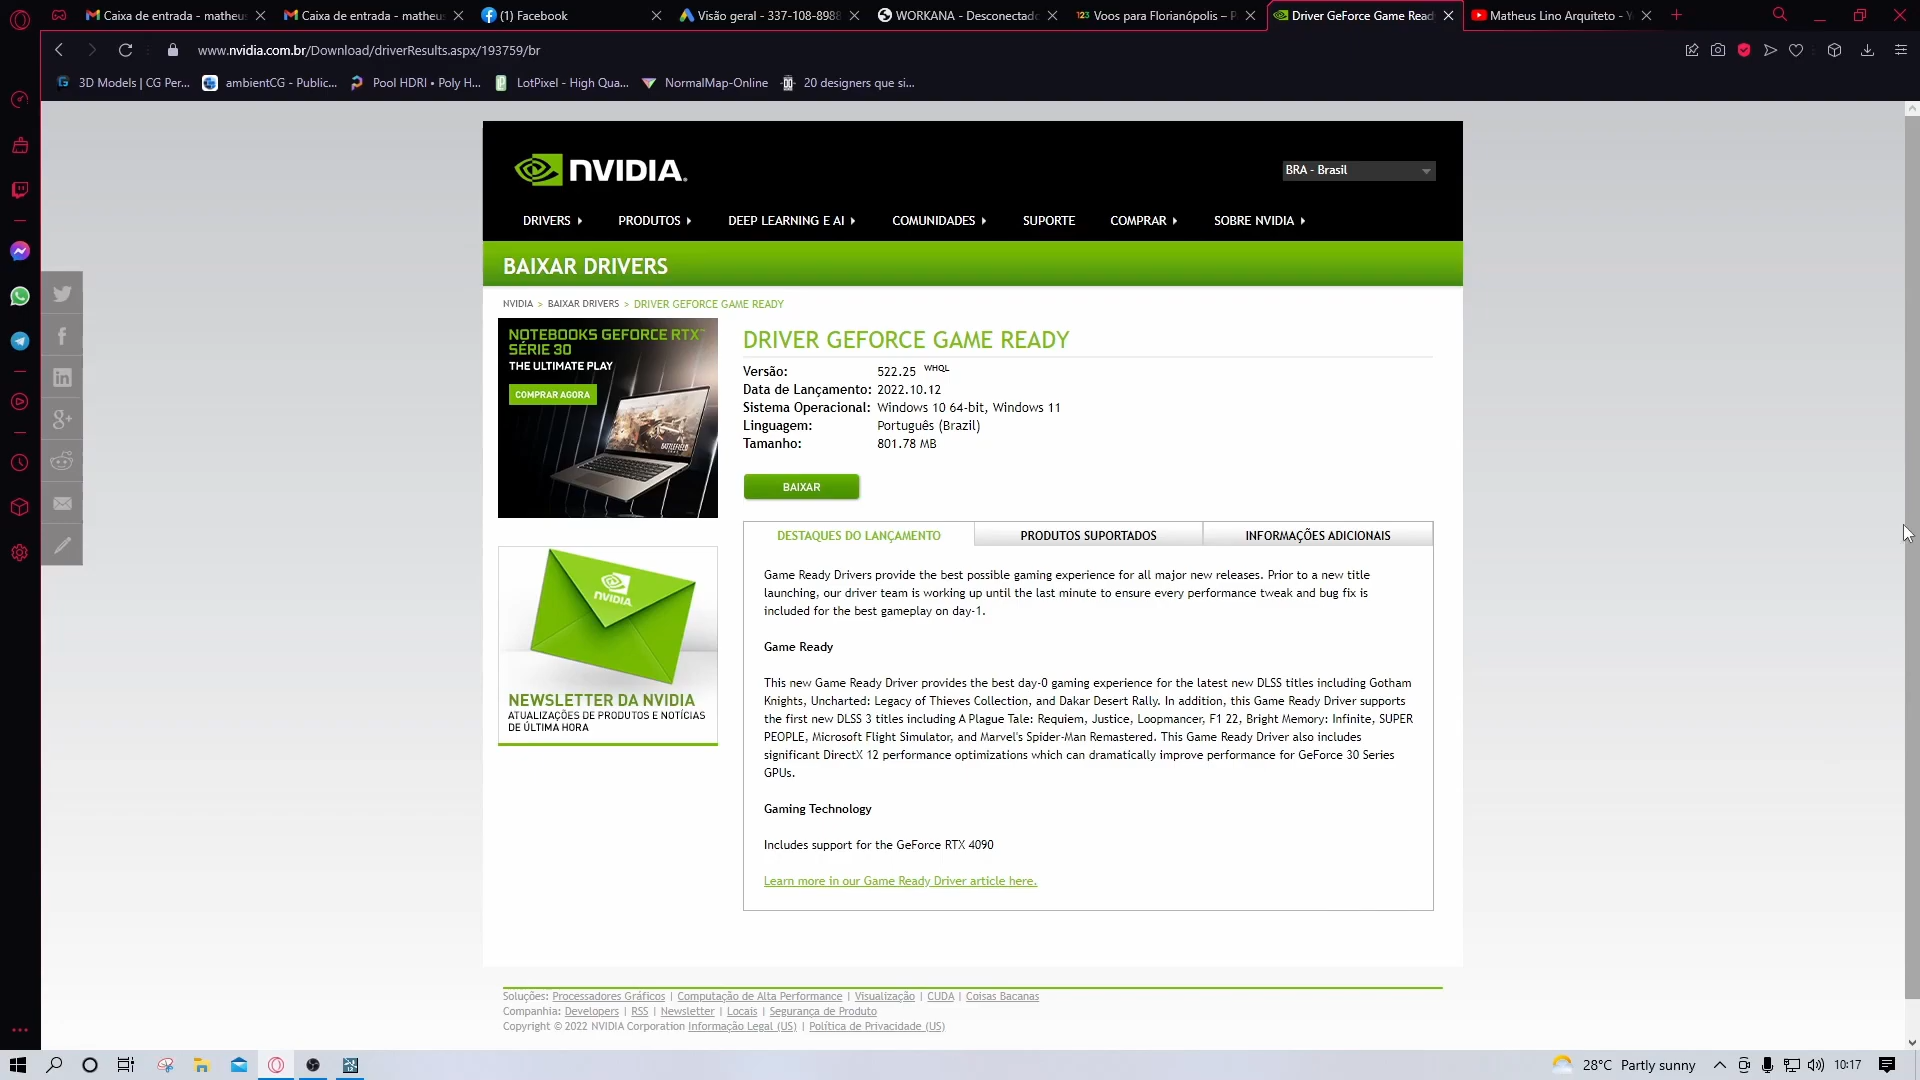 Caixa de entrada - matheus
Caixa de entrada - matheus
(1) Facebook
Visão geral - 337-108-8988
WORKANA - Desconectado
123 Voos para Florianópolis – P
Driver GeForce Game Read
Matheus Lino Arquiteto - Y
www.nvidia.com.br/Download/driverResults.aspx/193759/br
3D Models | CG Per...
ambientCG - Public...
Pool HDRI • Poly H...
LotPixel - High Qua...
NormalMap-Online
20 designers que si...
NVIDIA.
BRA - Brasil
DRIVERS
PRODUTOS
DEEP LEARNING E AI
COMUNIDADES
SUPORTE
COMPRAR
SOBRE NVIDIA
BAIXAR DRIVERS
NVIDIA > BAIXAR DRIVERS > DRIVER GEFORCE GAME READY
NOTEBOOKS GEFORCE RTX™
SÉRIE 30
THE ULTIMATE PLAY
COMPRAR AGORA
BATTLEFIELD
DRIVER GEFORCE GAME READY
Versão: 522.25 WHQL
Data de Lançamento: 2022.10.12
Sistema Operacional: Windows 10 64-bit, Windows 11
Linguagem: Português (Brazil)
Tamanho: 801.78 MB
BAIXAR
NVIDIA
NEWSLETTER DA NVIDIA
ATUALIZAÇÕES DE PRODUTOS E NOTÍCIAS
DE ÚLTIMA HORA
DESTAQUES DO LANÇAMENTO
PRODUTOS SUPORTADOS
INFORMAÇÕES ADICIONAIS
Game Ready Drivers provide the best possible gaming experience for all major new releases. Prior to a new title
launching, our driver team is working up until the last minute to ensure every performance tweak and bug fix is
included for the best gameplay on day-1.
Game Ready
This new Game Ready Driver provides the best day-0 gaming experience for the latest new DLSS titles including Gotham
Knights, Uncharted: Legacy of Thieves Collection, and Dakar Desert Rally. In addition, this Game Ready Driver supports
the first new DLSS 3 titles including A Plague Tale: Requiem, Justice, Loopmancer, F1 22, Bright Memory: Infinite, SUPER
PEOPLE, Microsoft Flight Simulator, and Marvel's Spider-Man Remastered. This Game Ready Driver also includes
significant DirectX 12 performance optimizations which can dramatically improve performance for GeForce 30 Series
GPUs.
Gaming Technology
Includes support for the GeForce RTX 4090
Learn more in our Game Ready Driver article here.
Soluções: Processadores Gráficos | Computação de Alta Performance | Visualização | CUDA | Coisas Bacanas
Companhia: Developers | RSS | Newsletter | Locais | Segurança de Produto
Copyright © 2022 NVIDIA Corporation Informação Legal (US) | Política de Privacidade (US)
28°C Partly sunny
10:17